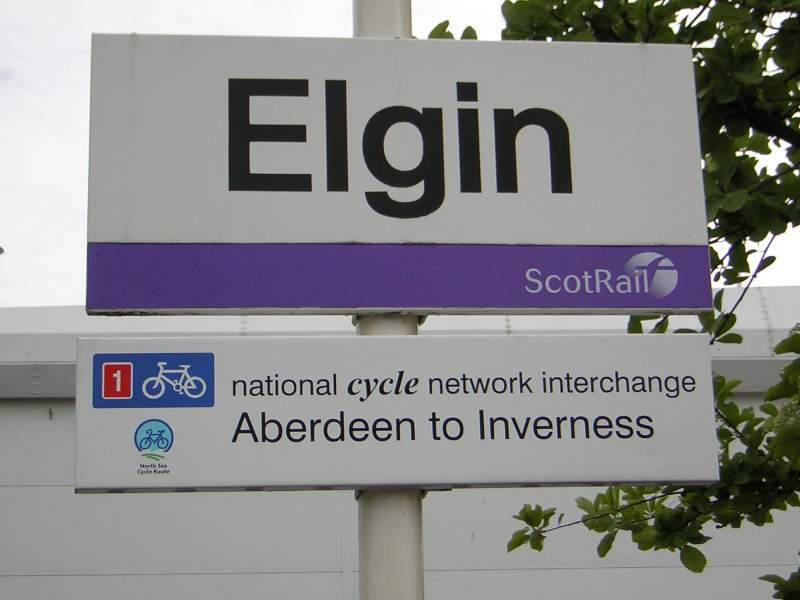 Elgin
ScotRail
1
national cycle network interchange
Aberdeen to Inverness
North Sea
Cycle Route